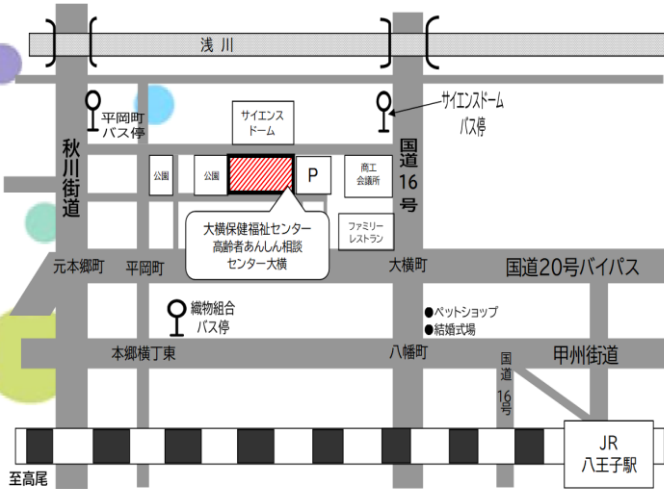 浅川
平岡町
バス停
サイエンス
ドーム
サイエンスドーム
バス停
秋川街道
国道16号
公園
公園
P
商工
会議所
大横保健福祉センター
高齢者あんしん相談
センター大横
ファミリー
レストラン
元本郷町
平岡町
大横町
国道20号バイパス
織物組合
バス停
●ペットショップ
●結婚式場
本郷横丁東
八幡町
国道16号
甲州街道
JR
八王子駅
至高尾